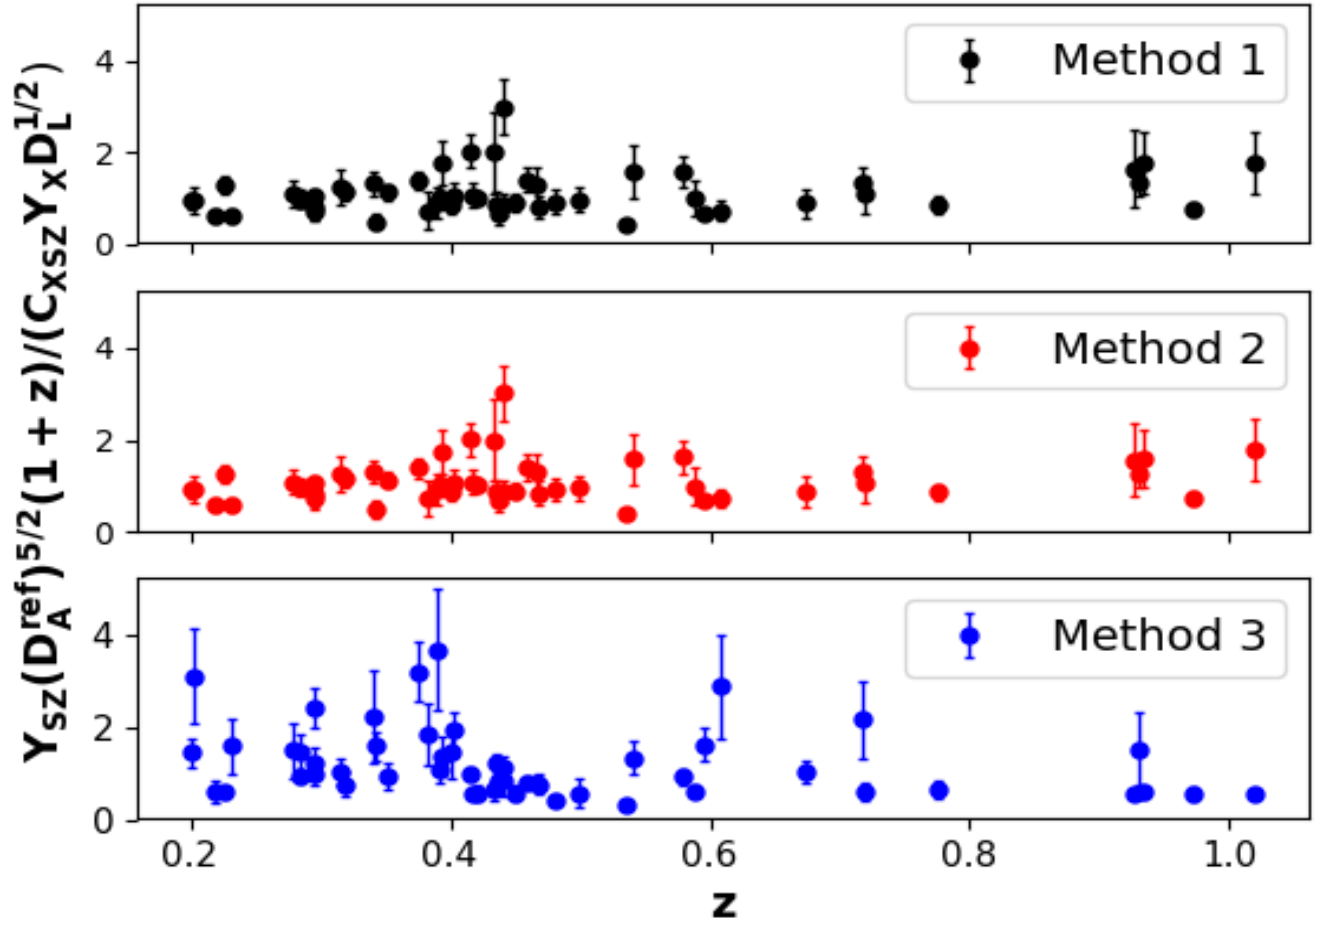 Y_SZ(D_A^ref)^5/2(1 + z)/(C_XSZ Y_X D_L^1/2)
4
2
0
Method 1
4
2
0
Method 2
4
2
0
Method 3
0.2 0.4 0.6 0.8 1.0
z